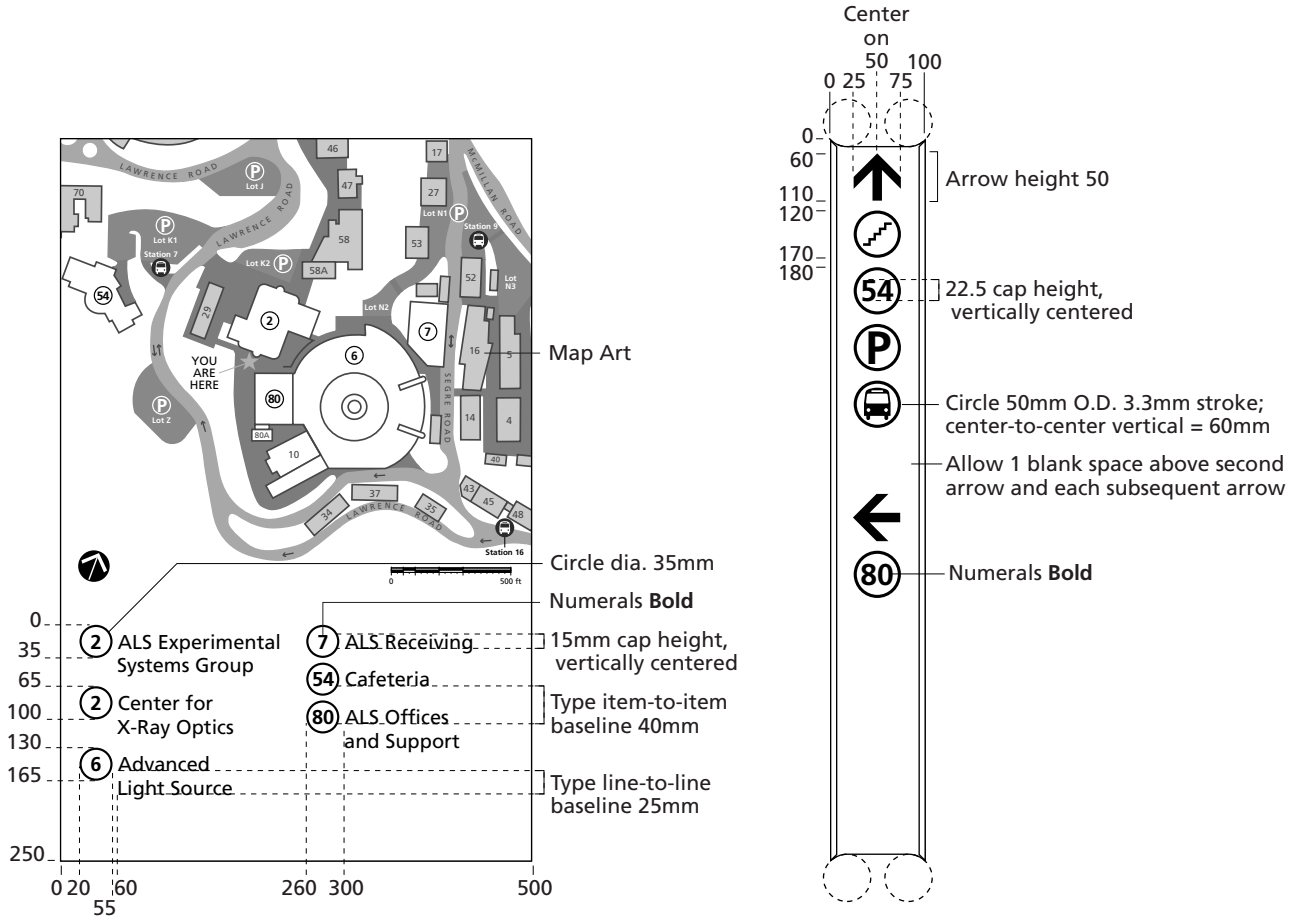 Center
on
50
0 25 75 100
0
60
110
120
170
180
Arrow height 50
54
22.5 cap height,
vertically centered
P
Circle 50mm O.D. 3.3mm stroke;
center-to-center vertical = 60mm
Allow 1 blank space above second
arrow and each subsequent arrow
80
Numerals Bold
46
17
LAWRENCE ROAD
P
Lot J
47
27
McMILLAN ROAD
70
P
Lot K1
LAWRENCE ROAD
Lot N1 P
Station 9
58
53
Station 7
Lot K2 P
58A
52
Lot
N3
54
29
2
Lot N2
7
6
16
5
Map Art
YOU
ARE
HERE
SEGRE ROAD
80
P
Lot Z
80A
14
4
10
40
37
34
LAWRENCE ROAD
35
43
45
48
Station 16
0 500 ft
Circle dia. 35mm
Numerals Bold
0
35
65
100
130
165
250
2 ALS Experimental
Systems Group
2 Center for
X-Ray Optics
6 Advanced
Light Source
7 ALS Receiving
54 Cafeteria
80 ALS Offices
and Support
15mm cap height,
vertically centered
Type item-to-item
baseline 40mm
Type line-to-line
baseline 25mm
0 20 60 260 300 500
55